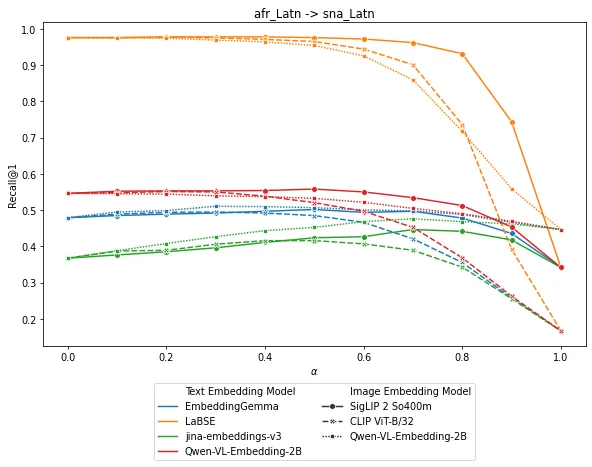 afr_Latn -> sna_Latn
Recall@1
1.0
0.9
0.8
0.7
0.6
0.5
0.4
0.3
0.2
0.0 0.2 0.4 0.6 0.8 1.0
α
Text Embedding Model Image Embedding Model
EmbeddingGemma SigLIP 2 So400m
LaBSE CLIP ViT-B/32
jina-embeddings-v3 Qwen-VL-Embedding-2B
Qwen-VL-Embedding-2B